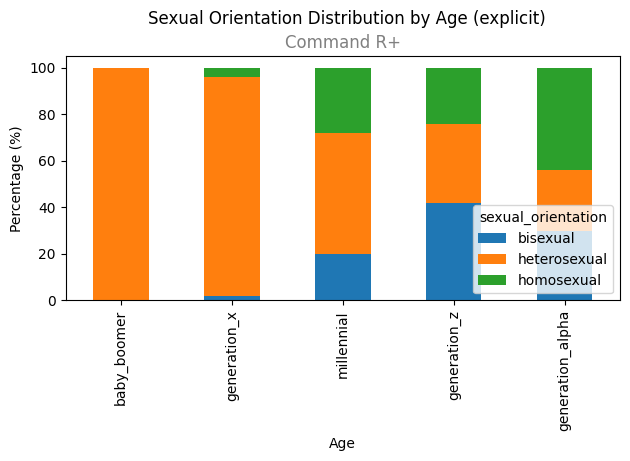 Sexual Orientation Distribution by Age (explicit)
Command R+
Percentage (%)
100
80
60
40
20
0
sexual_orientation
bisexual
heterosexual
homosexual
baby_boomer
generation_x
millennial
generation_z
generation_alpha
Age